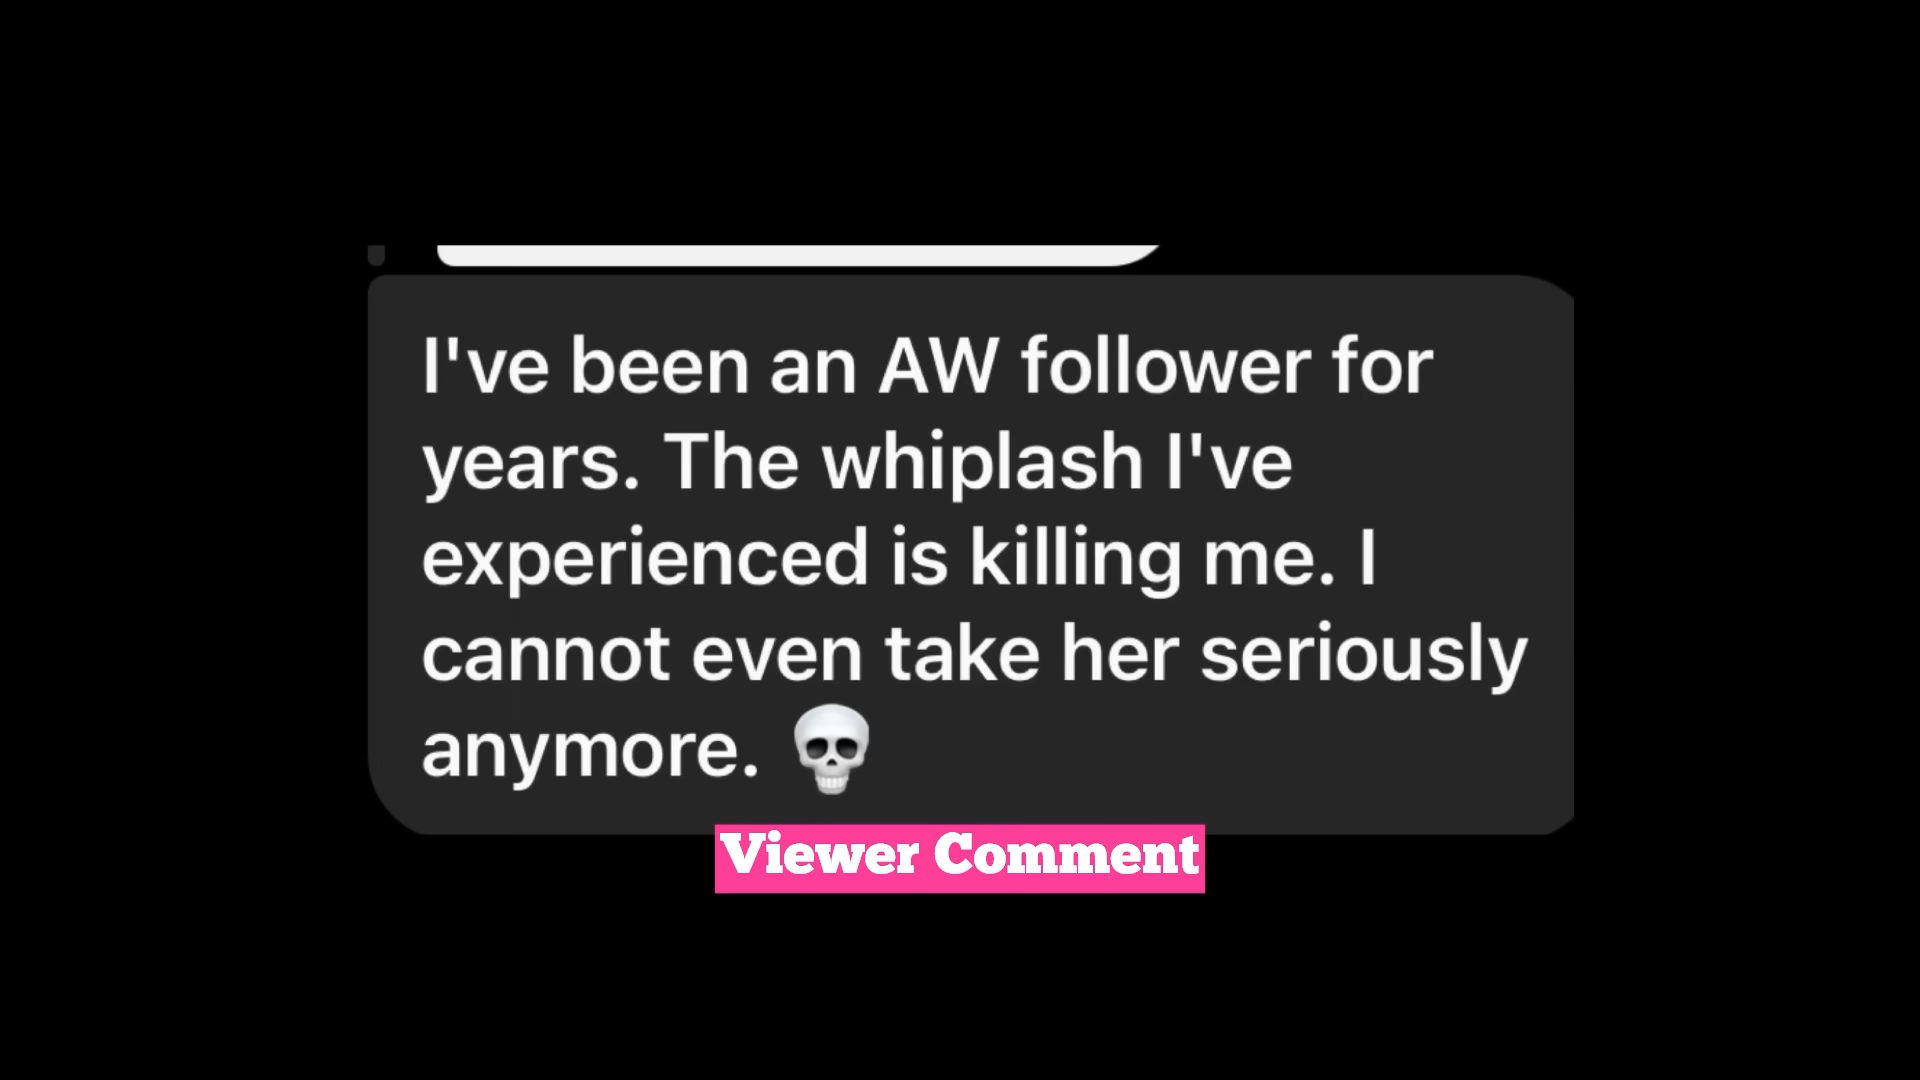 I've been an AW follower for
years. The whiplash I've
experienced is killing me. I
cannot even take her seriously
anymore. 💀
Viewer Comment